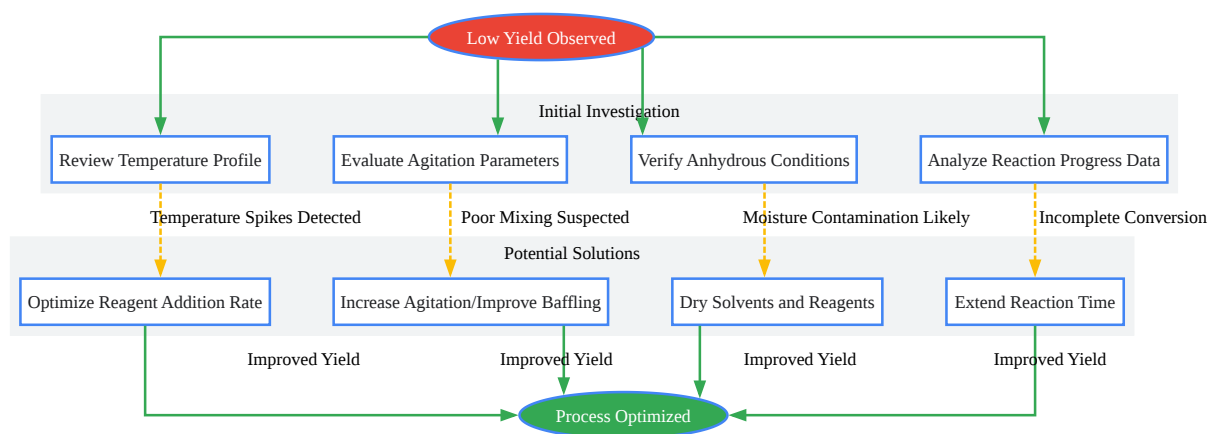 Low Yield Observed
Initial Investigation
Review Temperature Profile
Evaluate Agitation Parameters
Verify Anhydrous Conditions
Analyze Reaction Progress Data
Temperature Spikes Detected
Poor Mixing Suspected
Moisture Contamination Likely
Incomplete Conversion
Potential Solutions
Optimize Reagent Addition Rate
Increase Agitation/Improve Baffling
Dry Solvents and Reagents
Extend Reaction Time
Improved Yield
Improved Yield
Improved Yield
Improved Yield
Process Optimized